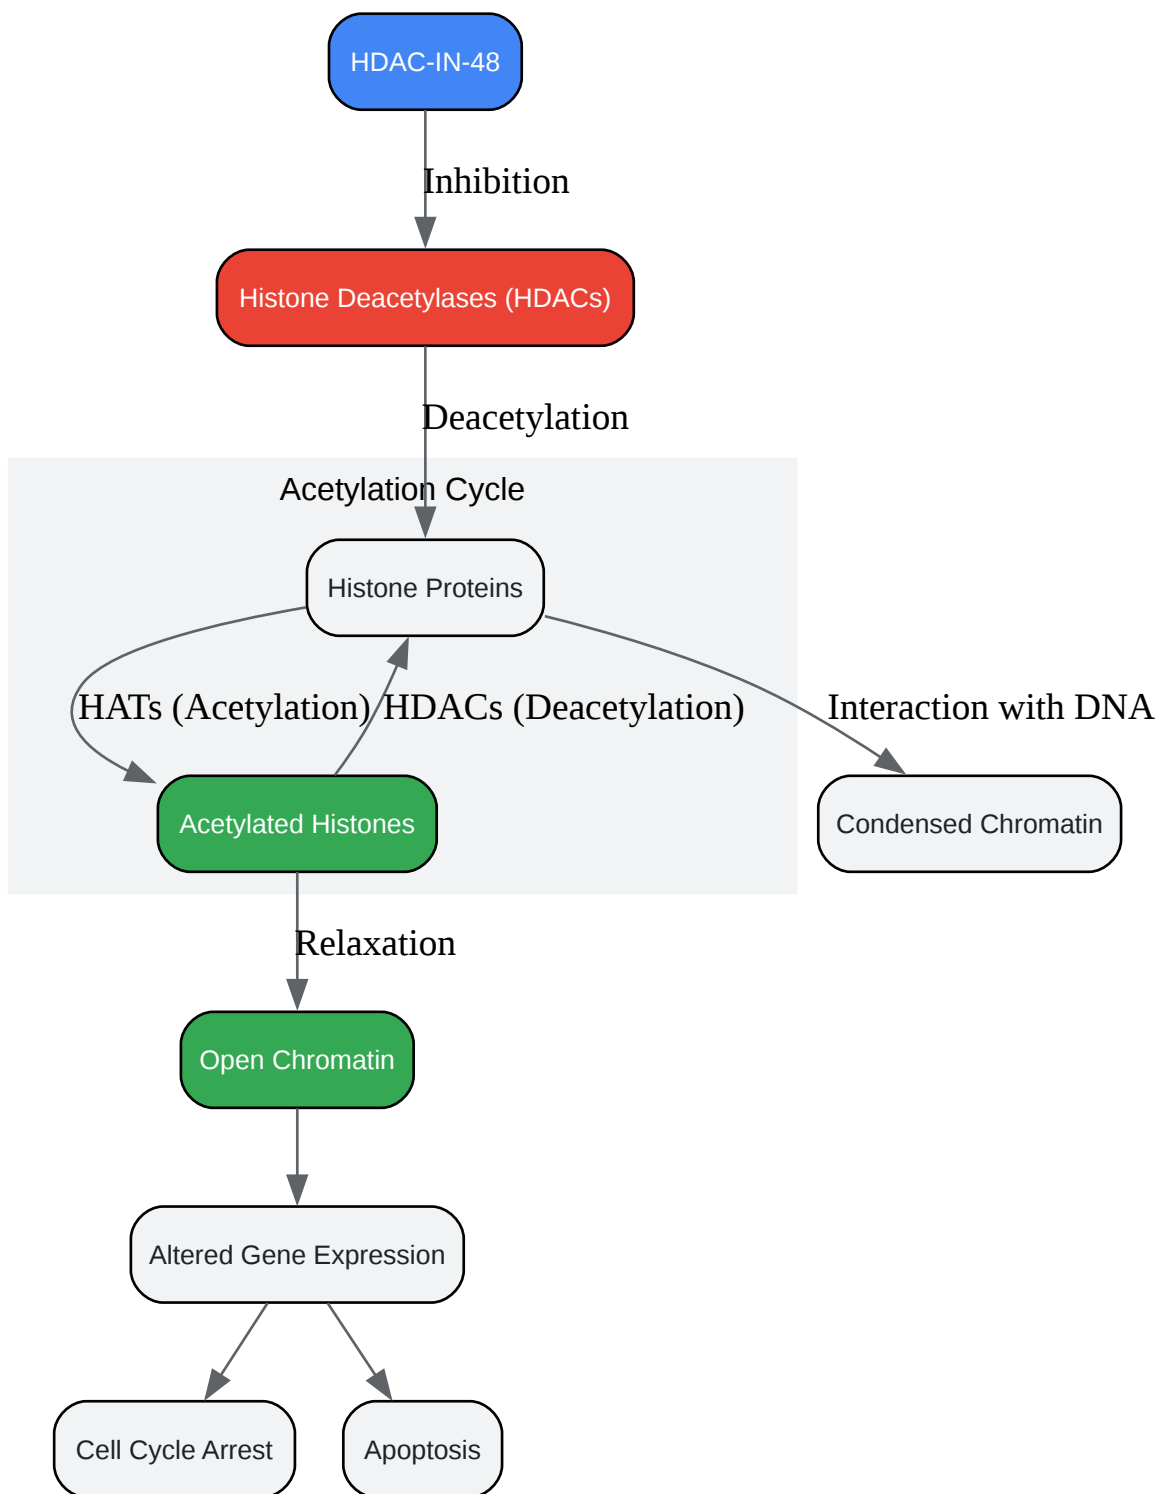 HDAC-IN-48
Inhibition
Histone Deacetylases (HDACs)
Deacetylation
Acetylation Cycle
Histone Proteins
HATs (Acetylation)
HDACs (Deacetylation)
Interaction with DNA
Acetylated Histones
Condensed Chromatin
Relaxation
Open Chromatin
Altered Gene Expression
Cell Cycle Arrest
Apoptosis